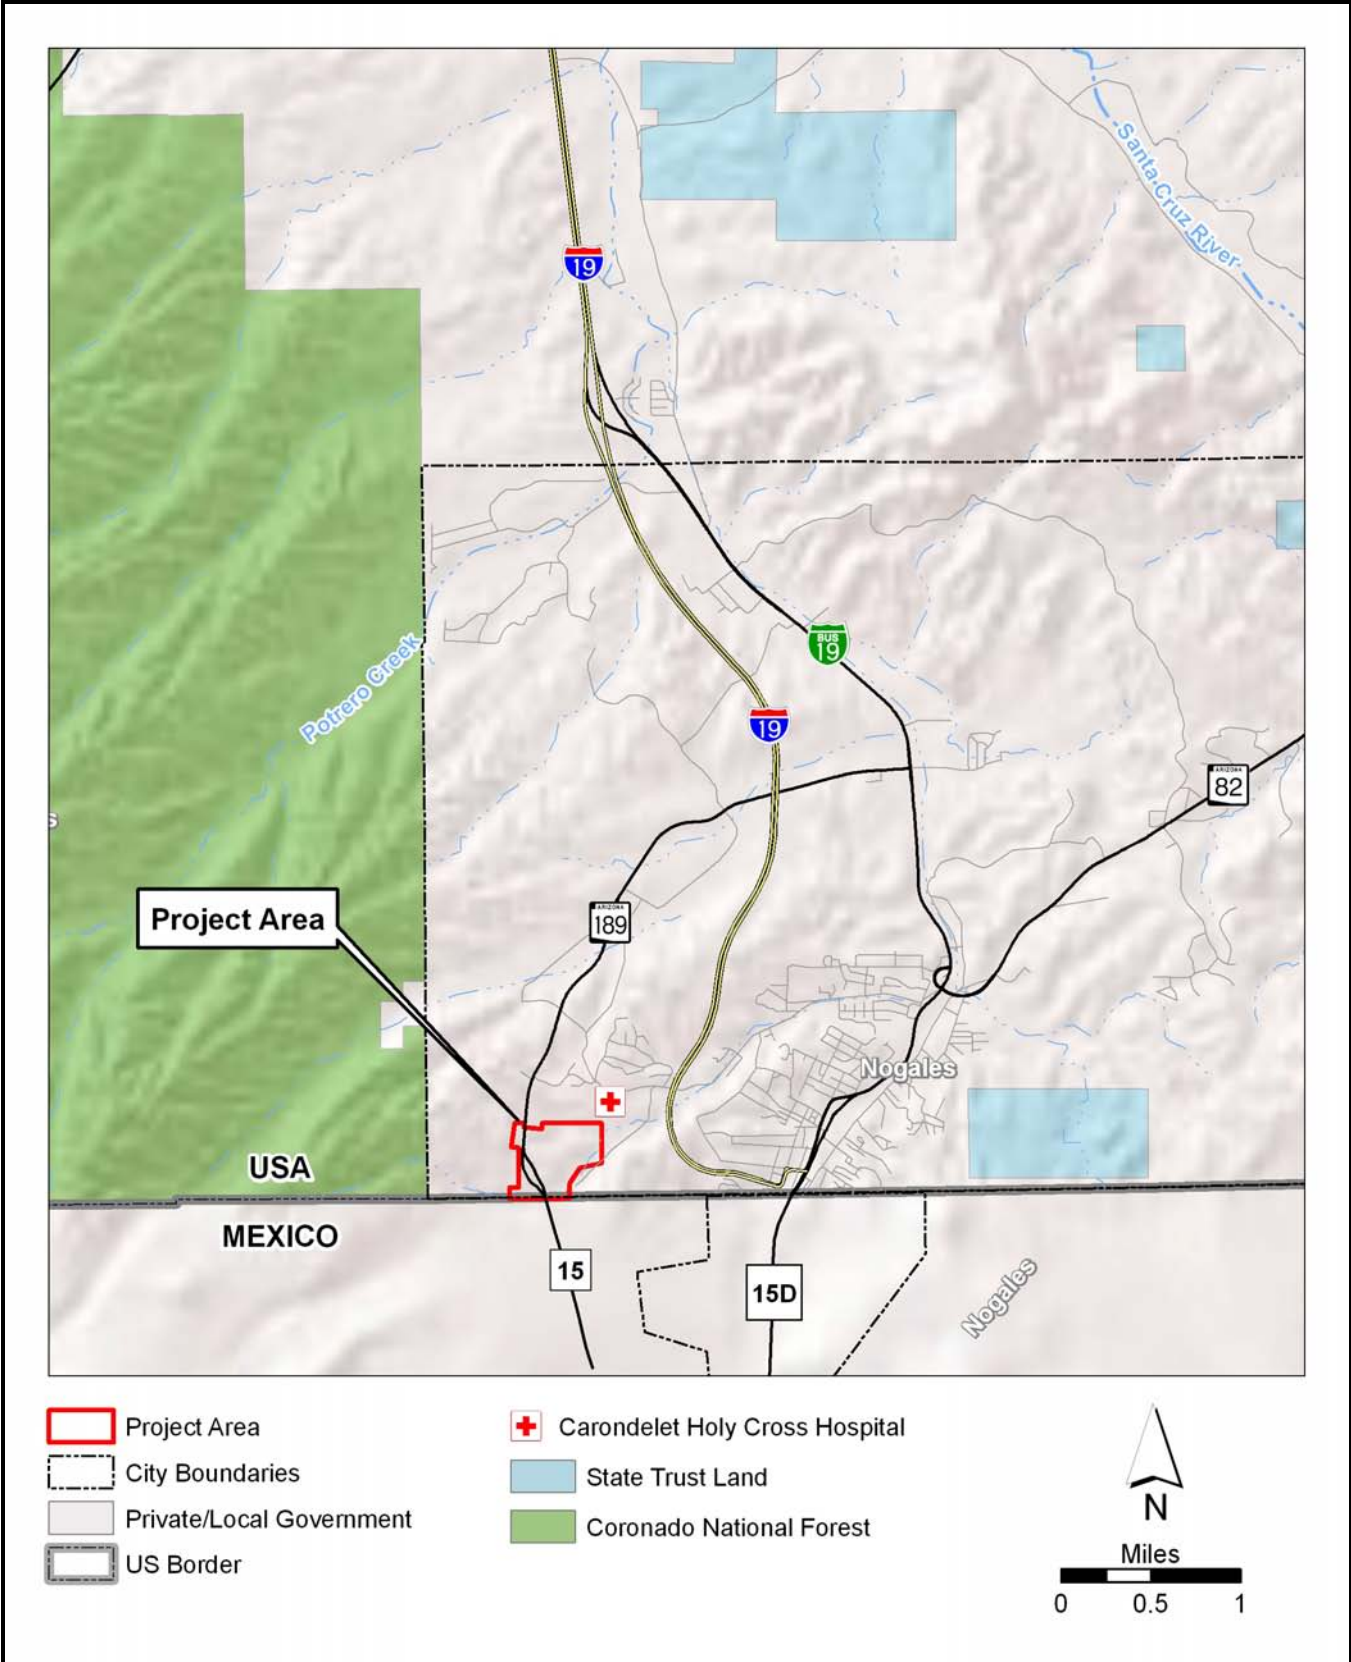 Santa Cruz River
19
BUS
19
Potrero Creek
19
ARIZONA
82
s
Project Area
ARIZONA
189
Nogales
USA
MEXICO
15
15D
Nogales
Project Area
City Boundaries
Private/Local Government
US Border
Carondelet Holy Cross Hospital
State Trust Land
Coronado National Forest
N
Miles
0 0.5 1